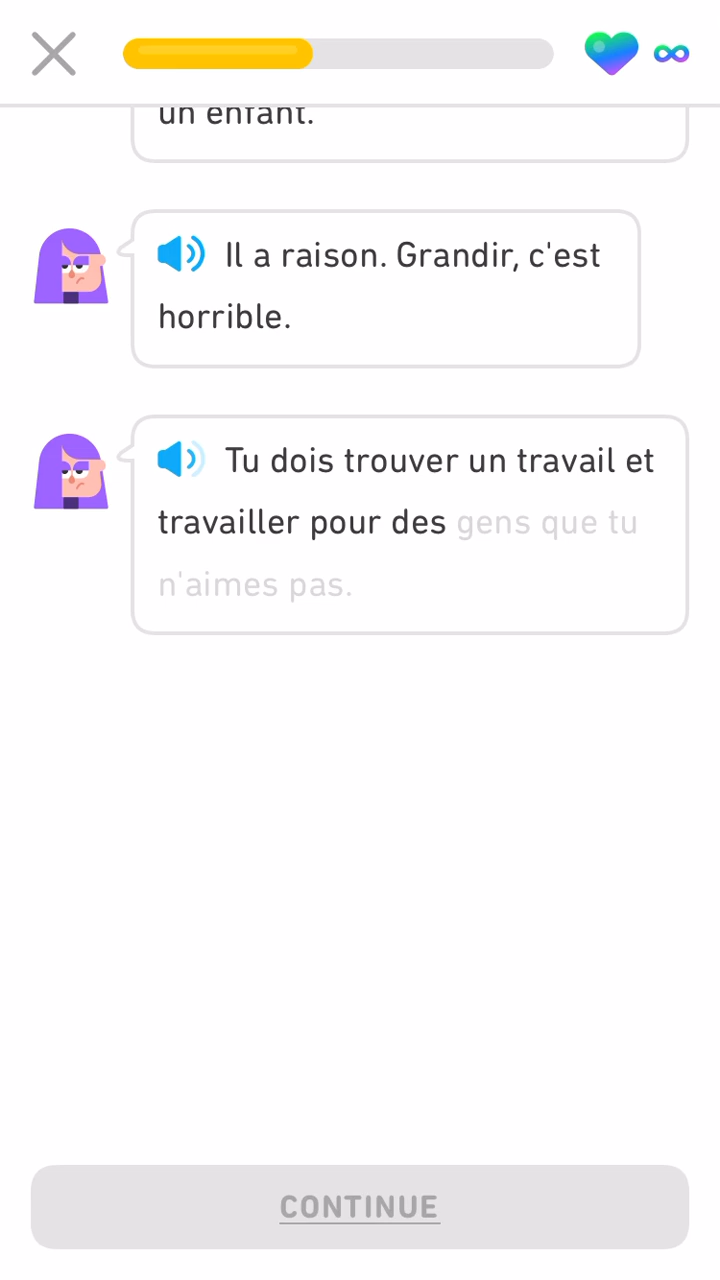 un enfant.
Il a raison. Grandir, c'est
horrible.
Tu dois trouver un travail et
travailler pour des gens que tu
n'aimes pas.
CONTINUE